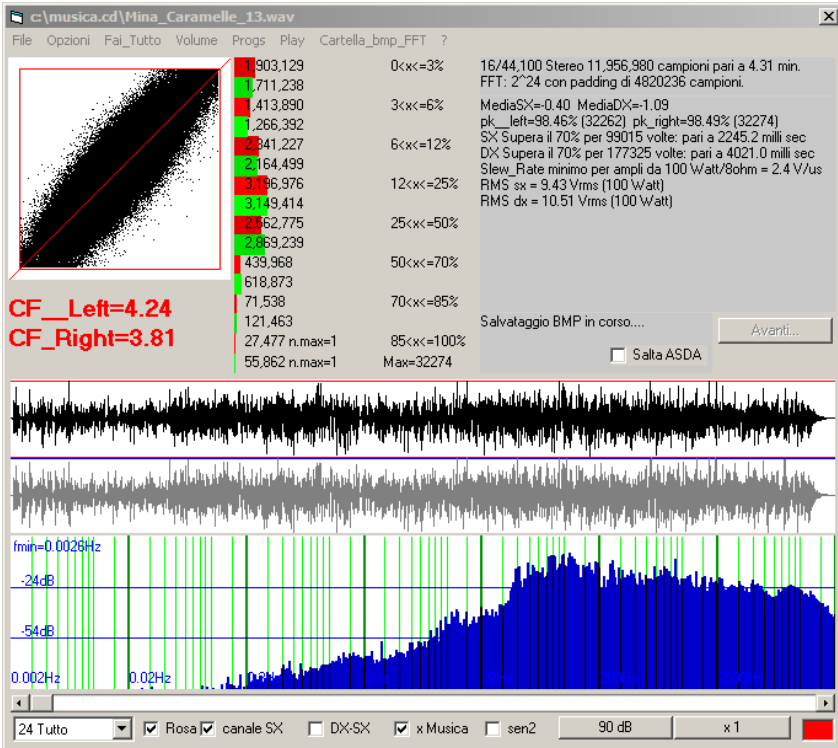 c:\musica.cd\Mina_Caramelle_13.wav
File Opzioni Fai_Tutto Volume Progs Play Cartella_bmp_FFT ?
1,903,129 0<x<=3%
1,711,238
1,413,890 3<x<=6%
1,266,392
2,341,227 6<x<=12%
2,164,499
3,196,976 12<x<=25%
3,149,414
2,562,775 25<x<=50%
2,869,239
439,968 50<x<=70%
618,873
71,538 70<x<=85%
121,463
27,477 n.max=1 85<x<=100%
55,862 n.max=1 Max=32274
CF__Left=4.24
CF_Right=3.81
16/44,100 Stereo 11,956,980 campioni pari a 4.31 min.
FFT: 2^24 con padding di 4820236 campioni.
MediaSX=-0.40 MediaDX=-1.09
pk__left=98.46% (32262) pk_right=98.49% (32274)
SX Supera il 70% per 99015 volte: pari a 2245.2 milli sec
DX Supera il 70% per 177325 volte: pari a 4021.0 milli sec
Slew_Rate minimo per ampli da 100 Watt/8ohm = 2.4 V/us
RMS sx = 9.43 Vrms (100 Watt)
RMS dx = 10.51 Vrms (100 Watt)
Salvataggio BMP in corso....
Avanti...
Salta ASDA
fmin=0.0026Hz
-24dB
-54dB
0.002Hz 0.02Hz
24 Tutto Rosa canale SX DX-SX x Musica sen2 90 dB x 1